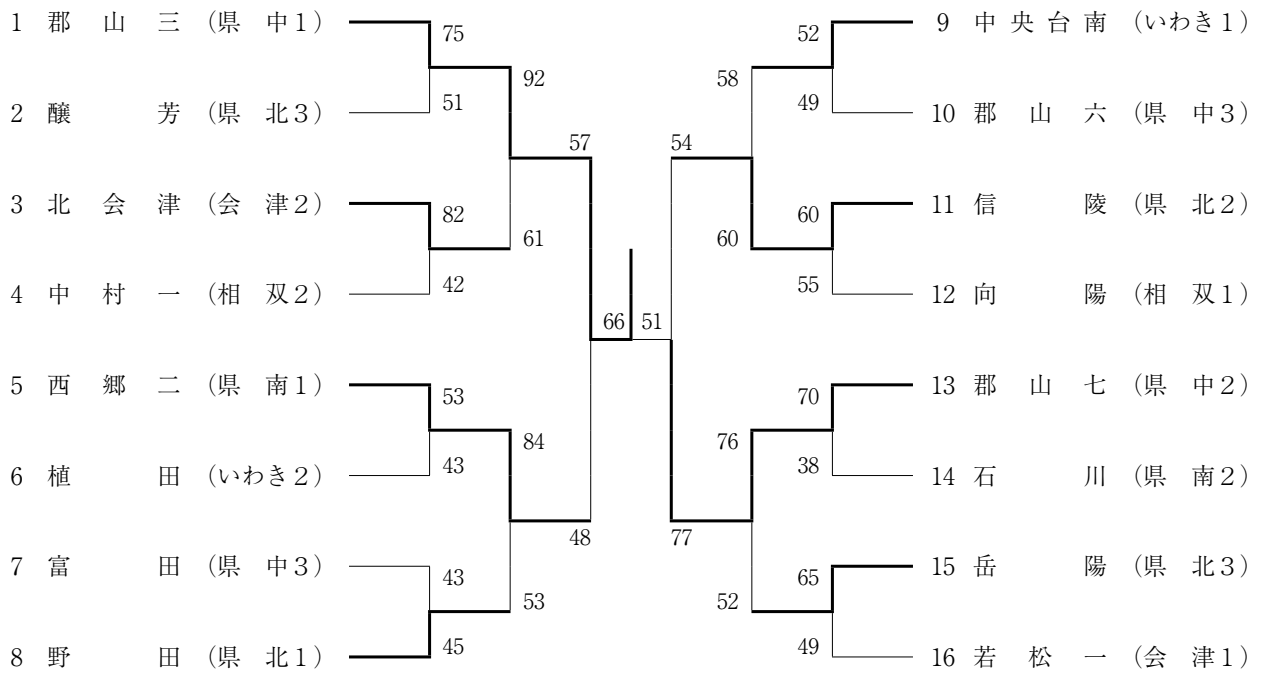 1 郡山三 (県中1)
75
92
2 醸芳 (県北3)
51
57
3 北会津 (会津2)
82
61
4 中村一 (相双2)
42
66
5 西郷二 (県南1)
53
84
6 植田 (いわき2)
43
48
7 富田 (県中3)
43
53
8 野田 (県北1)
45
52
9 中央台南 (いわき1)
58
49
10 郡山六 (県中3)
54
60
11 信陵 (県北2)
60
55
12 向陽 (相双1)
51
70
13 郡山七 (県中2)
76
38
14 石川 (県南2)
77
65
15 岳陽 (県北3)
52
49
16 若松一 (会津1)